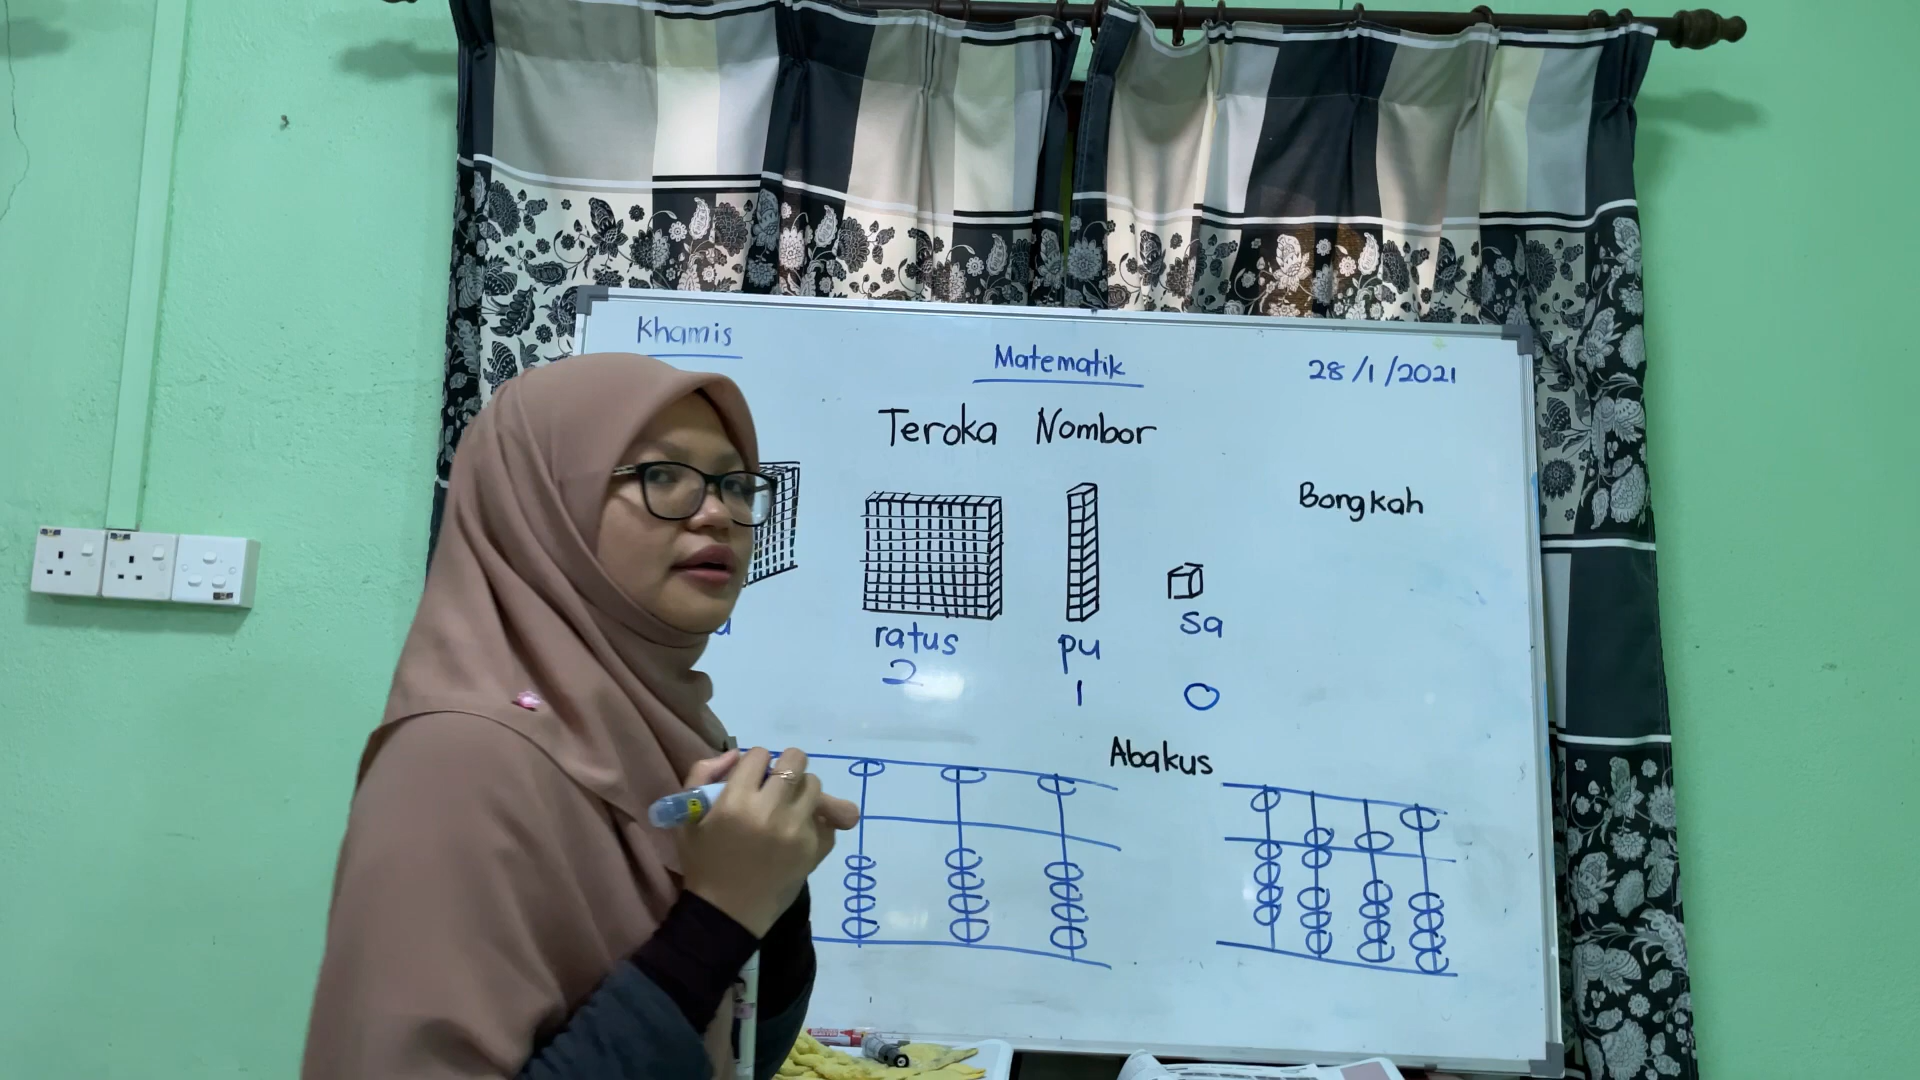 Khamis
Matematik
28/1/2021
Teroka Nombor
Bongkah
ratus
pu
sa
2
1
0
Abakus